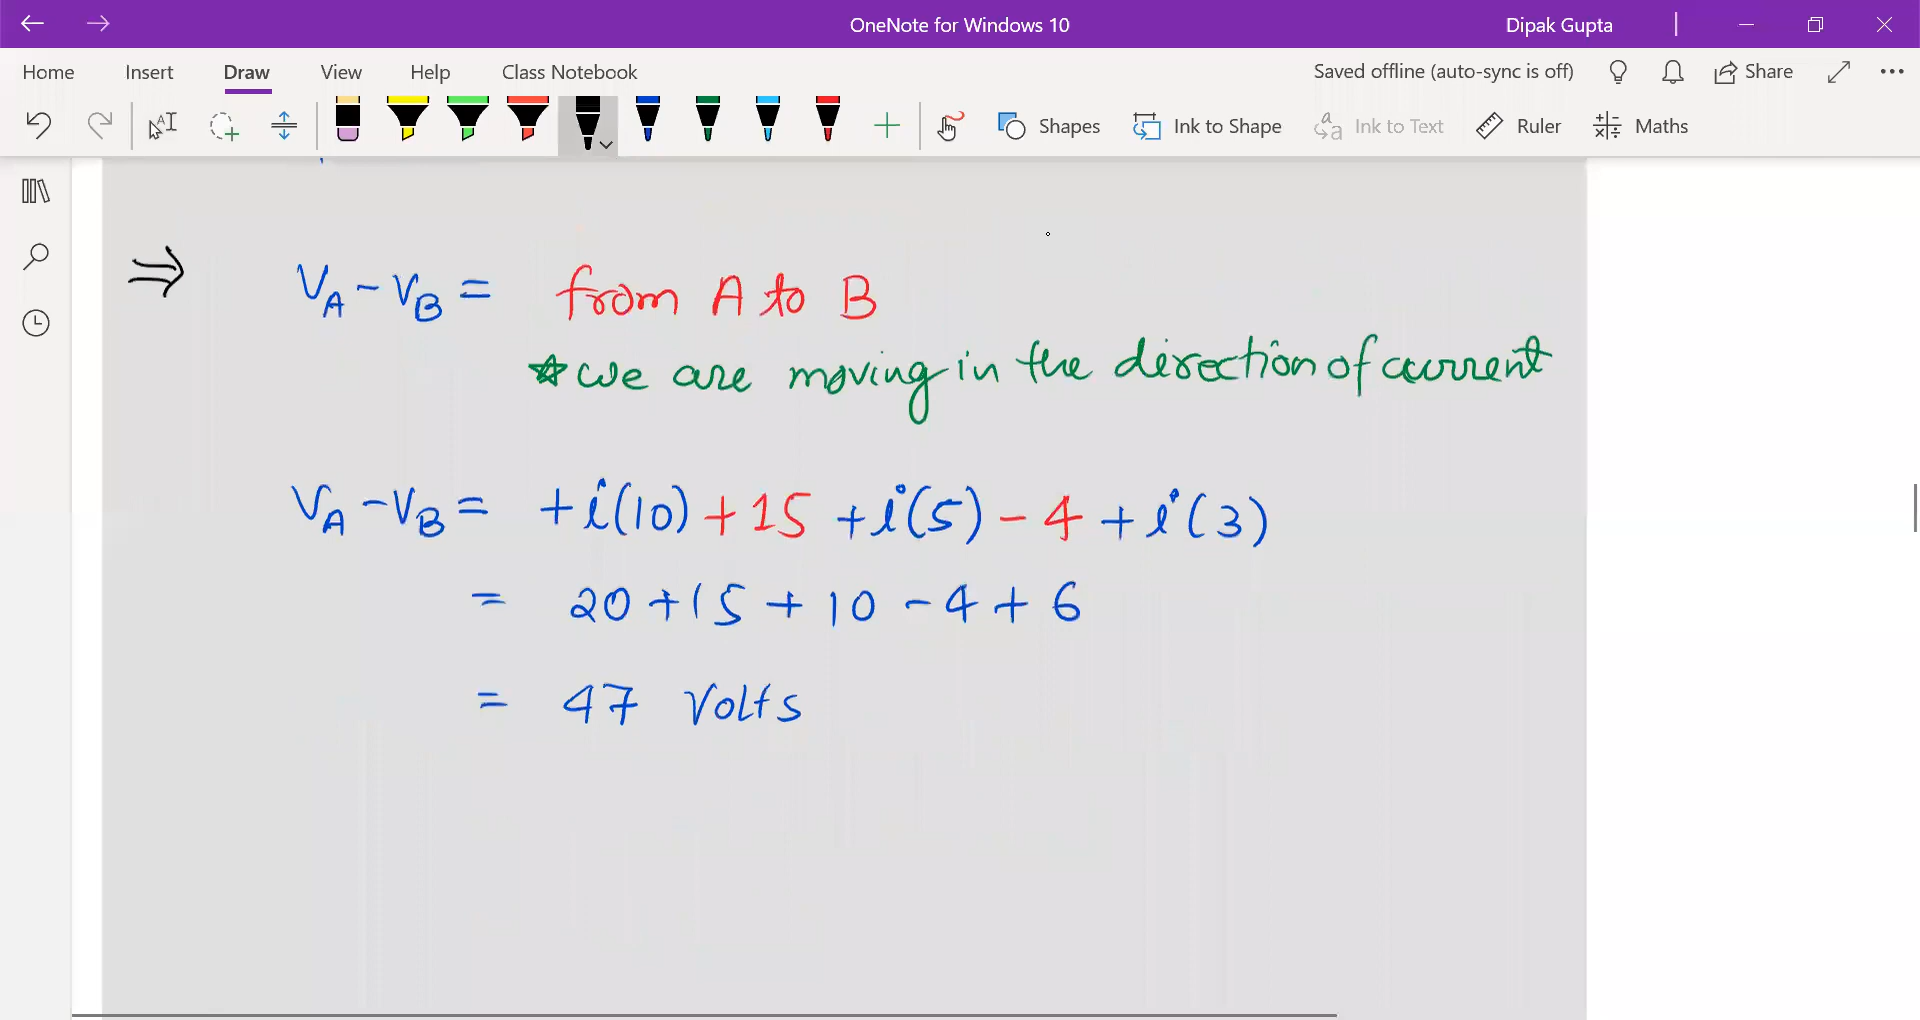 OneNote for Windows 10
Dipak Gupta
Home Insert Draw View Help Class Notebook
Saved offline (auto-sync is off) Share
Shapes Ink to Shape Ink to Text Ruler Maths
⇒ VA - VB = from A to B
☆ we are moving in the direction of current
VA - VB = +i(10) + 15 + i(5) - 4 + i(3)
= 20 + 15 + 10 - 4 + 6
= 47 Volts